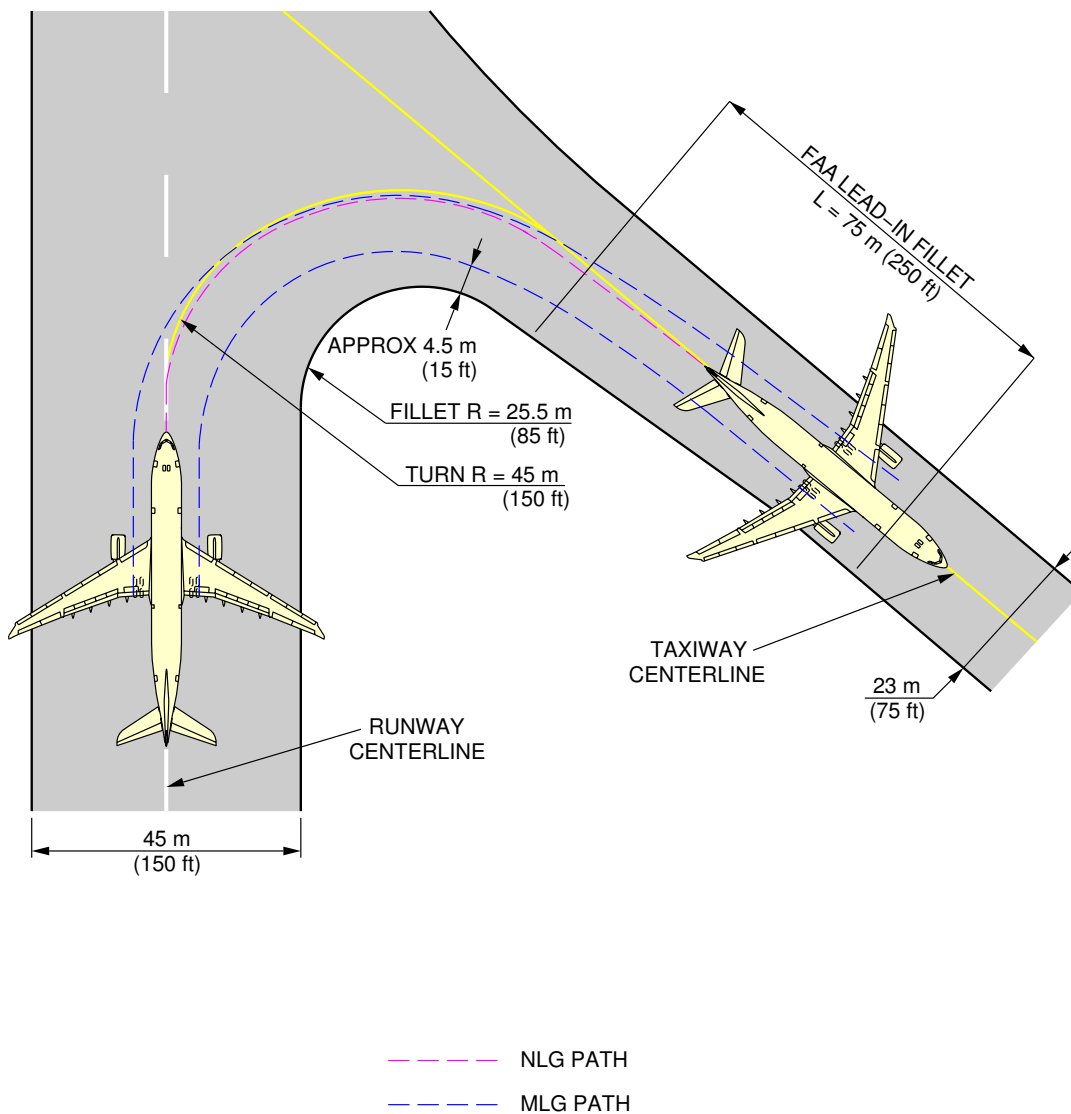 FAA LEAD–IN FILLET
L = 75 m (250 ft)
APPROX 4.5 m
(15 ft)
FILLET R = 25.5 m
(85 ft)
TURN R = 45 m
(150 ft)
TAXIWAY
CENTERLINE
23 m
(75 ft)
RUNWAY
CENTERLINE
45 m
(150 ft)
NLG PATH
MLG PATH